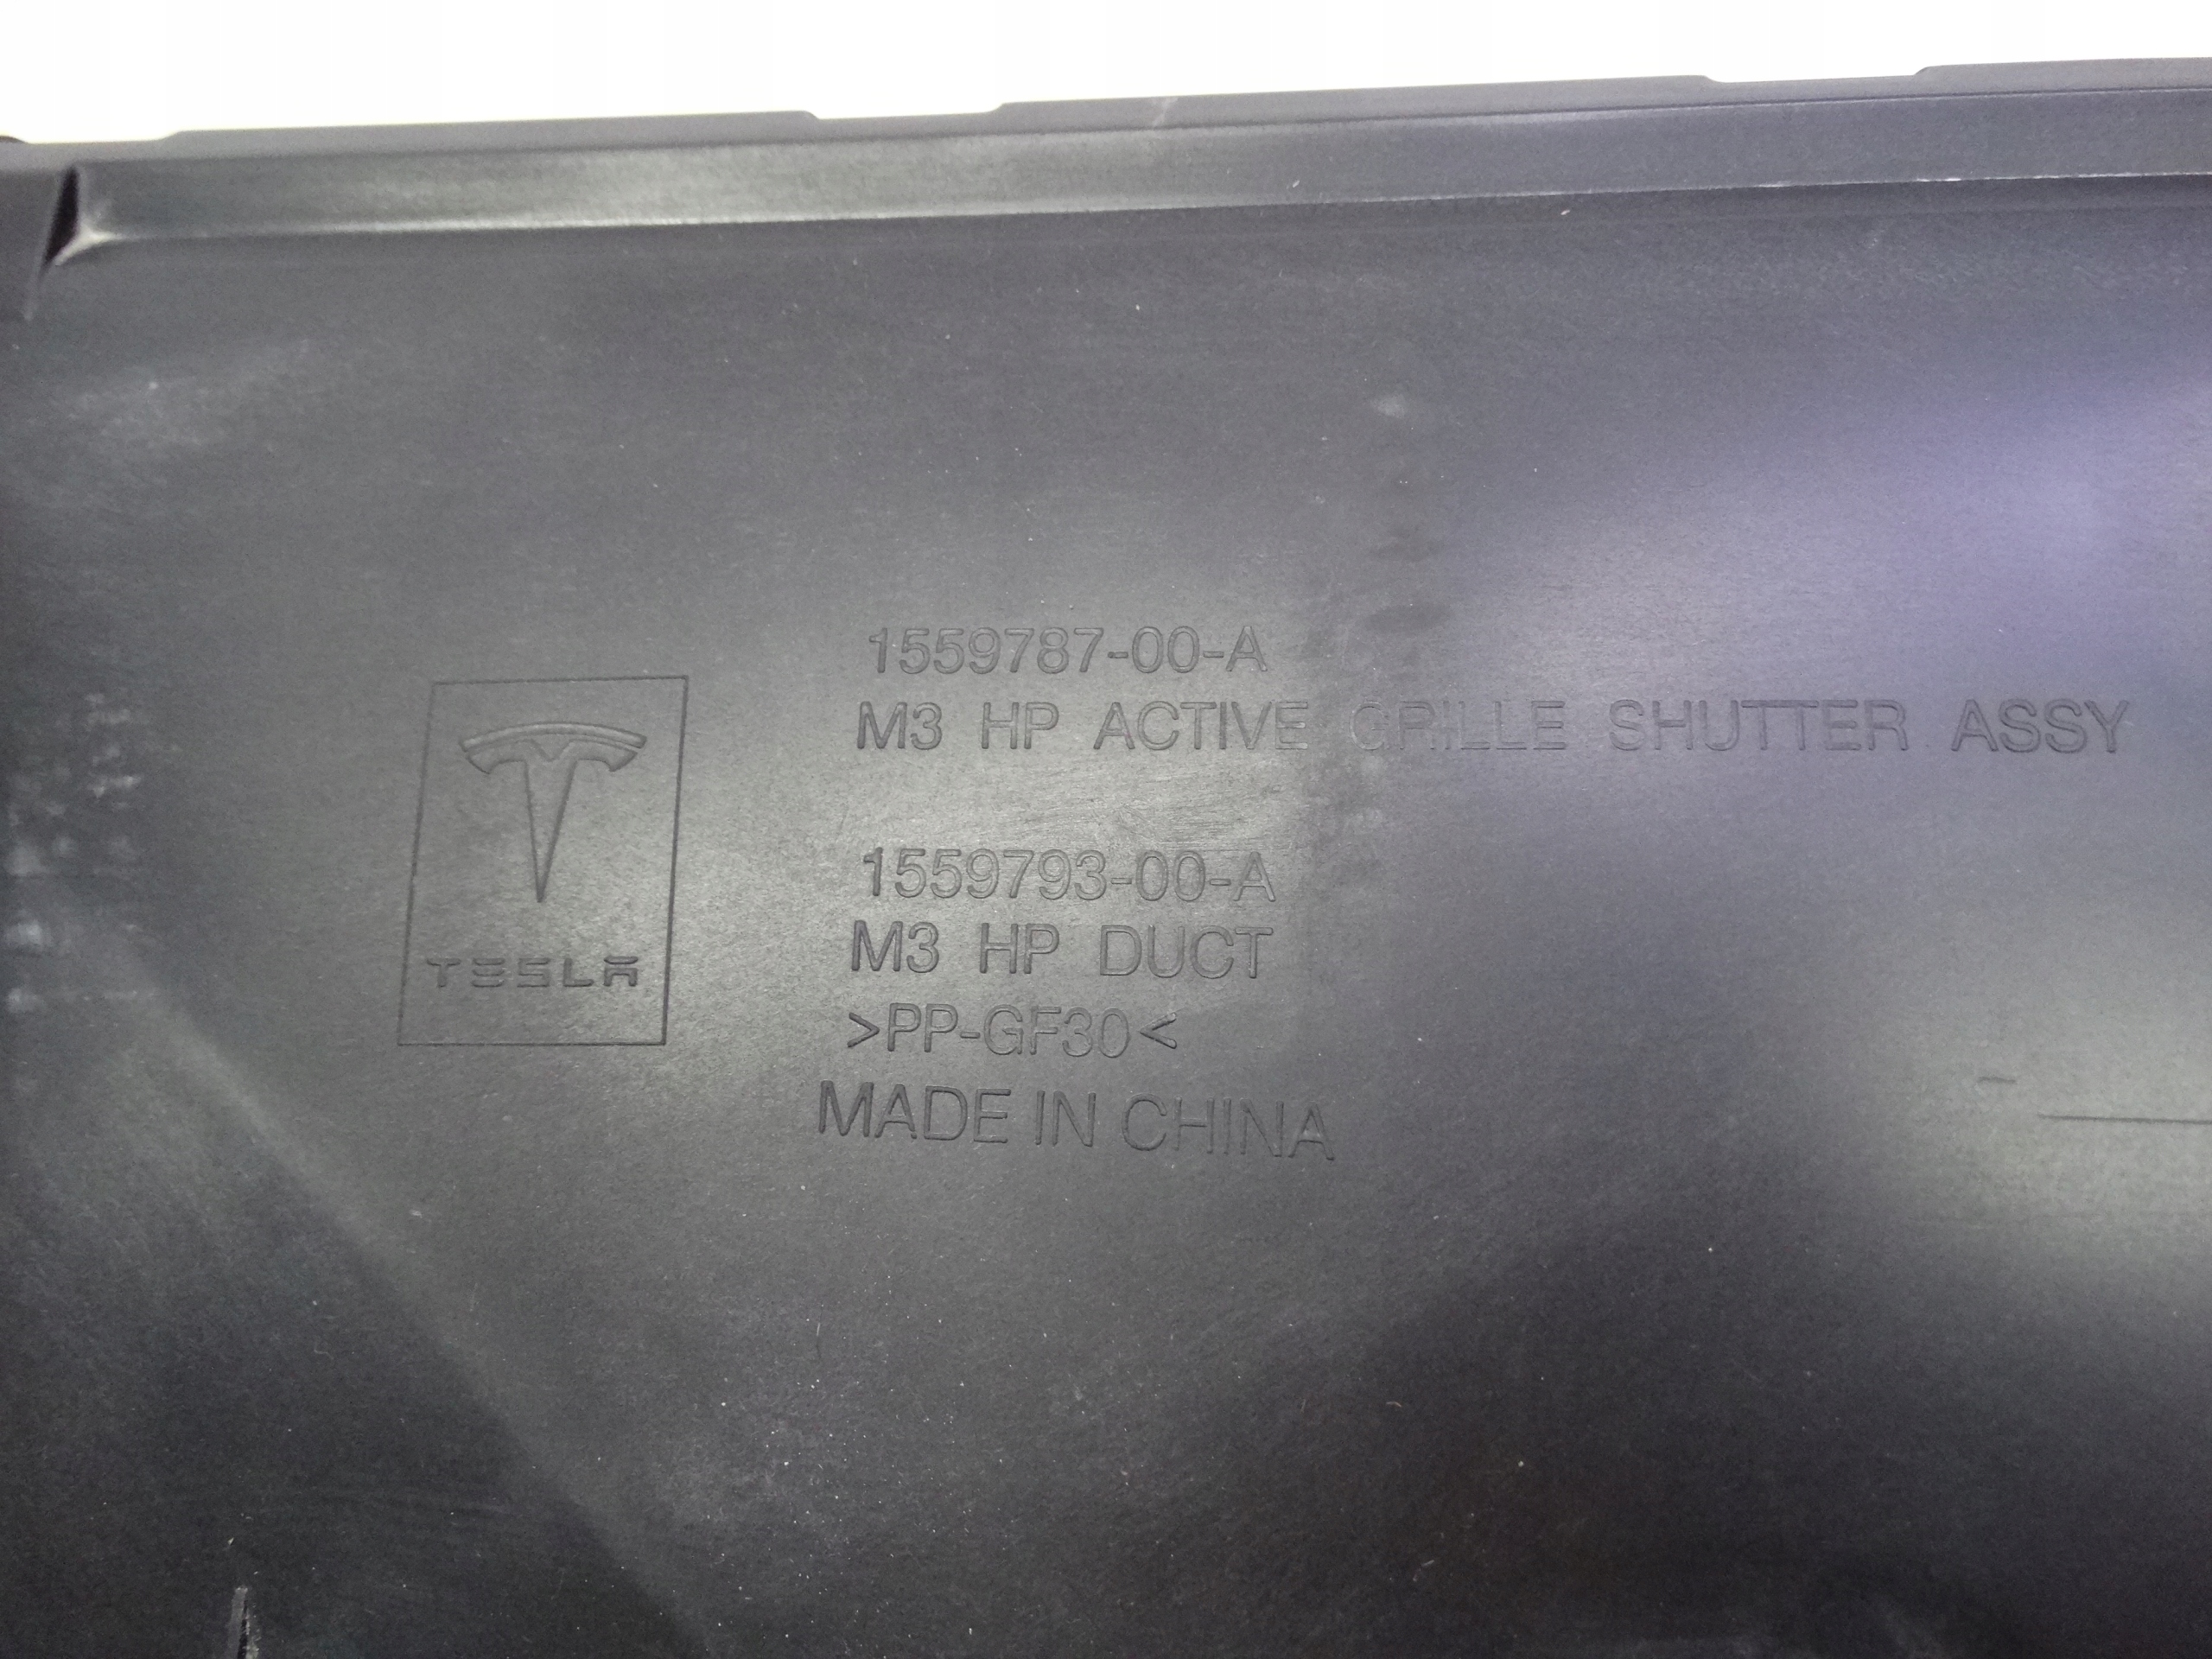 1559787-00-A
M3 HP ACTIVE GRILLE SHUTTER ASSY
1559793-00-A
M3 HP DUCT
>PP-GF30<
MADE IN CHINA
TESLA